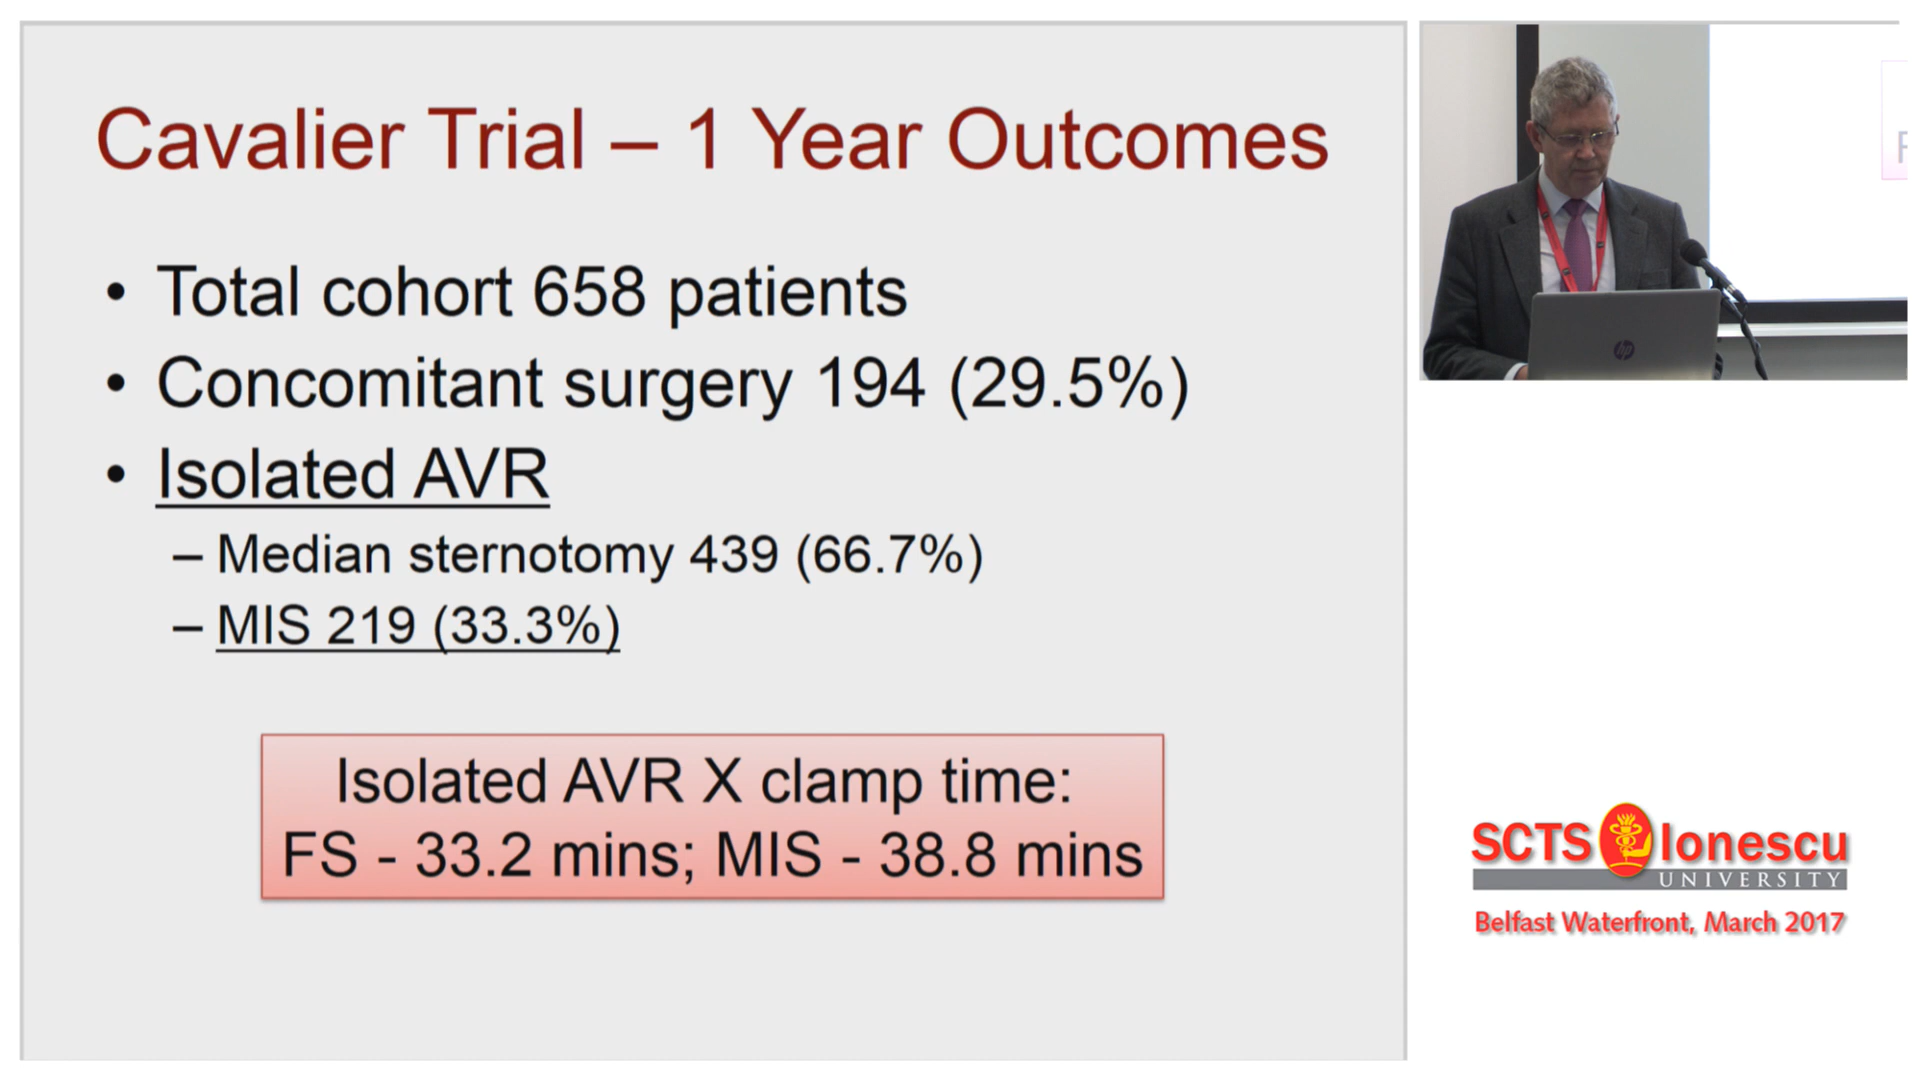 Cavalier Trial – 1 Year Outcomes
• Total cohort 658 patients
• Concomitant surgery 194 (29.5%)
• Isolated AVR
– Median sternotomy 439 (66.7%)
– MIS 219 (33.3%)
Isolated AVR X clamp time:
FS - 33.2 mins; MIS - 38.8 mins
hp
SCTS Ionescu
UNIVERSITY
Belfast Waterfront, March 2017